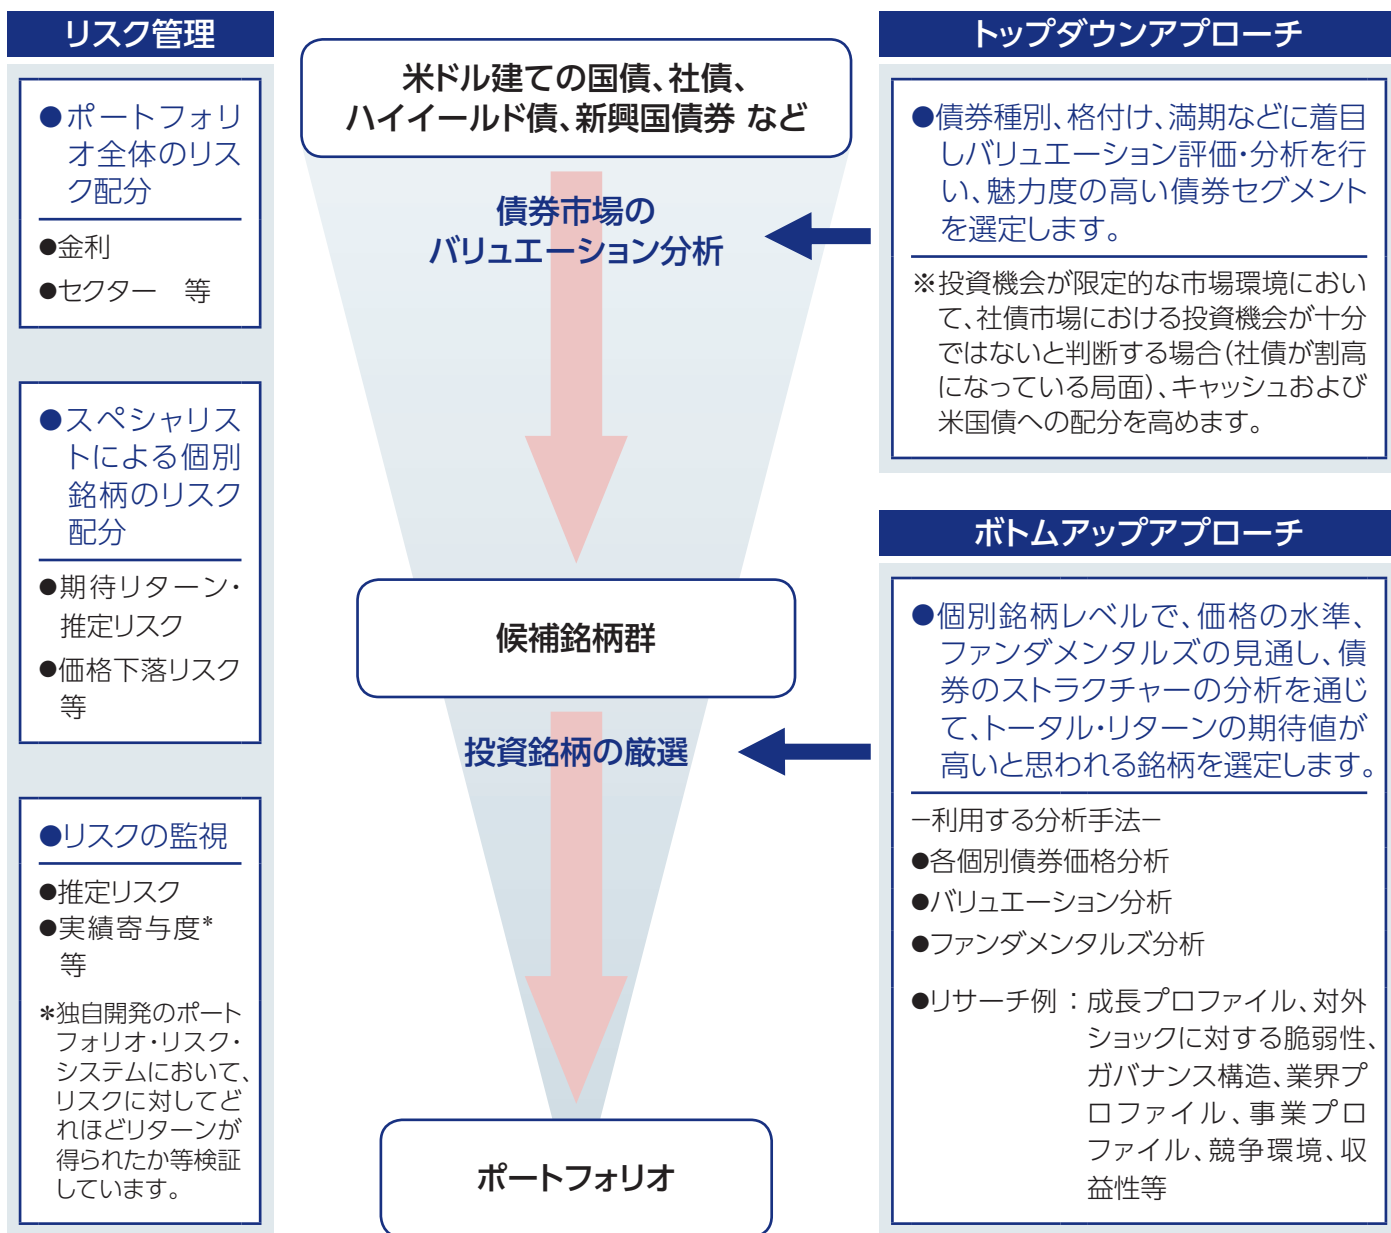 リスク管理
●ポートフォリ
オ全体のリス
ク配分
●金利
●セクター　等
●スペシャリス
トによる個別
銘柄のリスク
配分
●期待リターン・
推定リスク
●価格下落リスク
等
●リスクの監視
●推定リスク
●実績寄与度*
等
*独自開発のポート
フォリオ・リスク・
システムにおいて、
リスクに対してど
れほどリターンが
得られたか等検証
しています。
米ドル建ての国債、社債、
ハイイールド債、新興国債券 など
債券市場の
バリュエーション分析
候補銘柄群
投資銘柄の厳選
ポートフォリオ
トップダウンアプローチ
●債券種別、格付け、満期などに着目
しバリュエーション評価・分析を行
い、魅力度の高い債券セグメント
を選定します。
※投資機会が限定的な市場環境におい
て、社債市場における投資機会が十分
ではないと判断する場合(社債が割高
になっている局面)、キャッシュおよび
米国債への配分を高めます。
ボトムアップアプローチ
●個別銘柄レベルで、価格の水準、
ファンダメンタルズの見通し、債
券のストラクチャーの分析を通じ
て、トータル・リターンの期待値が
高いと思われる銘柄を選定します。
−利用する分析手法−
●各個別債券価格分析
●バリュエーション分析
●ファンダメンタルズ分析
●リサーチ例：成長プロファイル、対外
ショックに対する脆弱性、
ガバナンス構造、業界プ
ロファイル、事業プロ
ファイル、競争環境、収
益性等